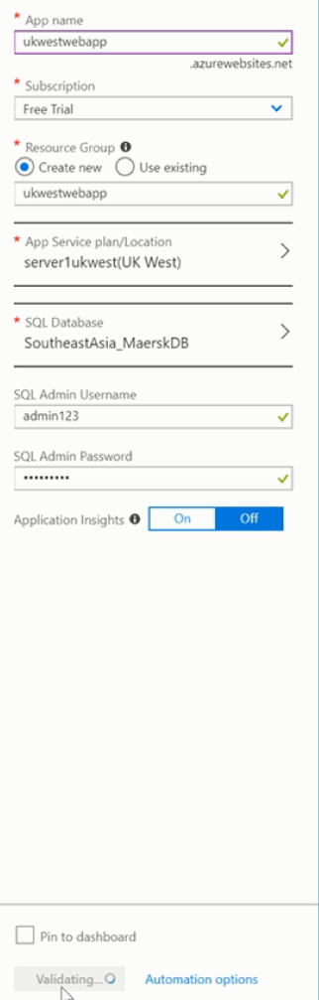 * App name
ukwestwebapp
.azurewebsites.net
* Subscription
Free Trial
* Resource Group
Create new Use existing
ukwestwebapp
* App Service plan/Location
server1ukwest(UK West)
* SQL Database
SoutheastAsia_MaerskDB
SQL Admin Username
admin123
SQL Admin Password
•••••••••
Application Insights On Off
Pin to dashboard
Validating... Automation options